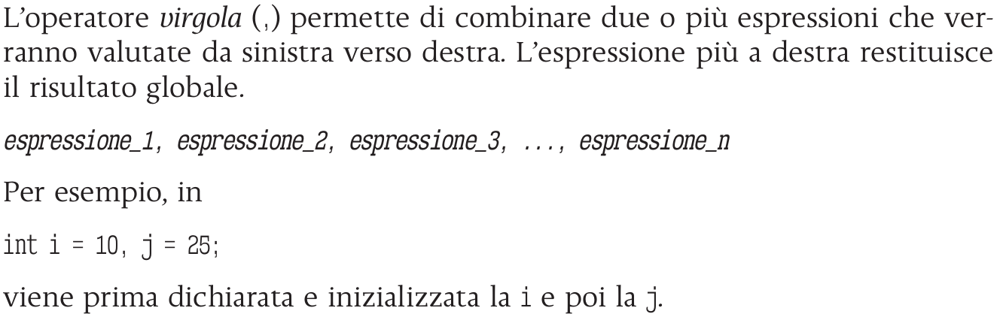 L’operatore virgola (,) permette di combinare due o più espressioni che ver-
ranno valutate da sinistra verso destra. L’espressione più a destra restituisce
il risultato globale.
espressione_1, espressione_2, espressione_3, ..., espressione_n
Per esempio, in
int i = 10, j = 25;
viene prima dichiarata e inizializzata la i e poi la j.